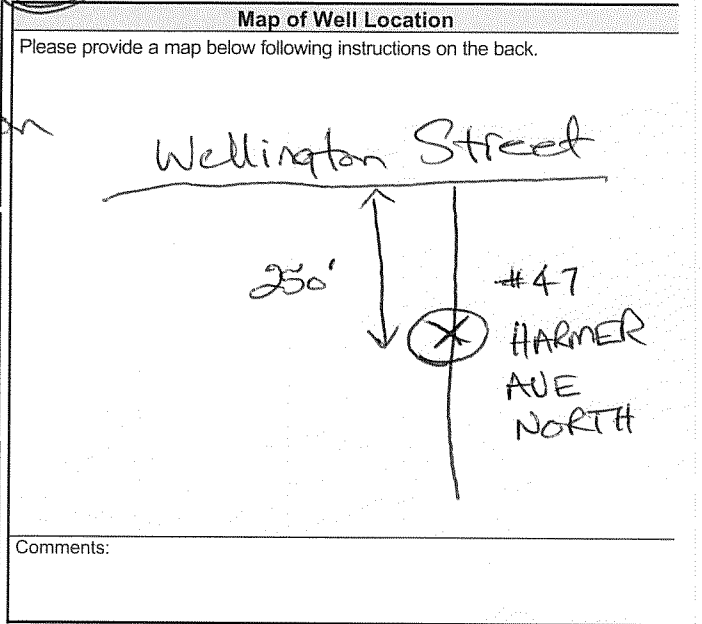 Map of Well Location
Please provide a map below following instructions on the back.
Wellington Street
250'
#47
HARMER
AVE
NORTH
Comments: